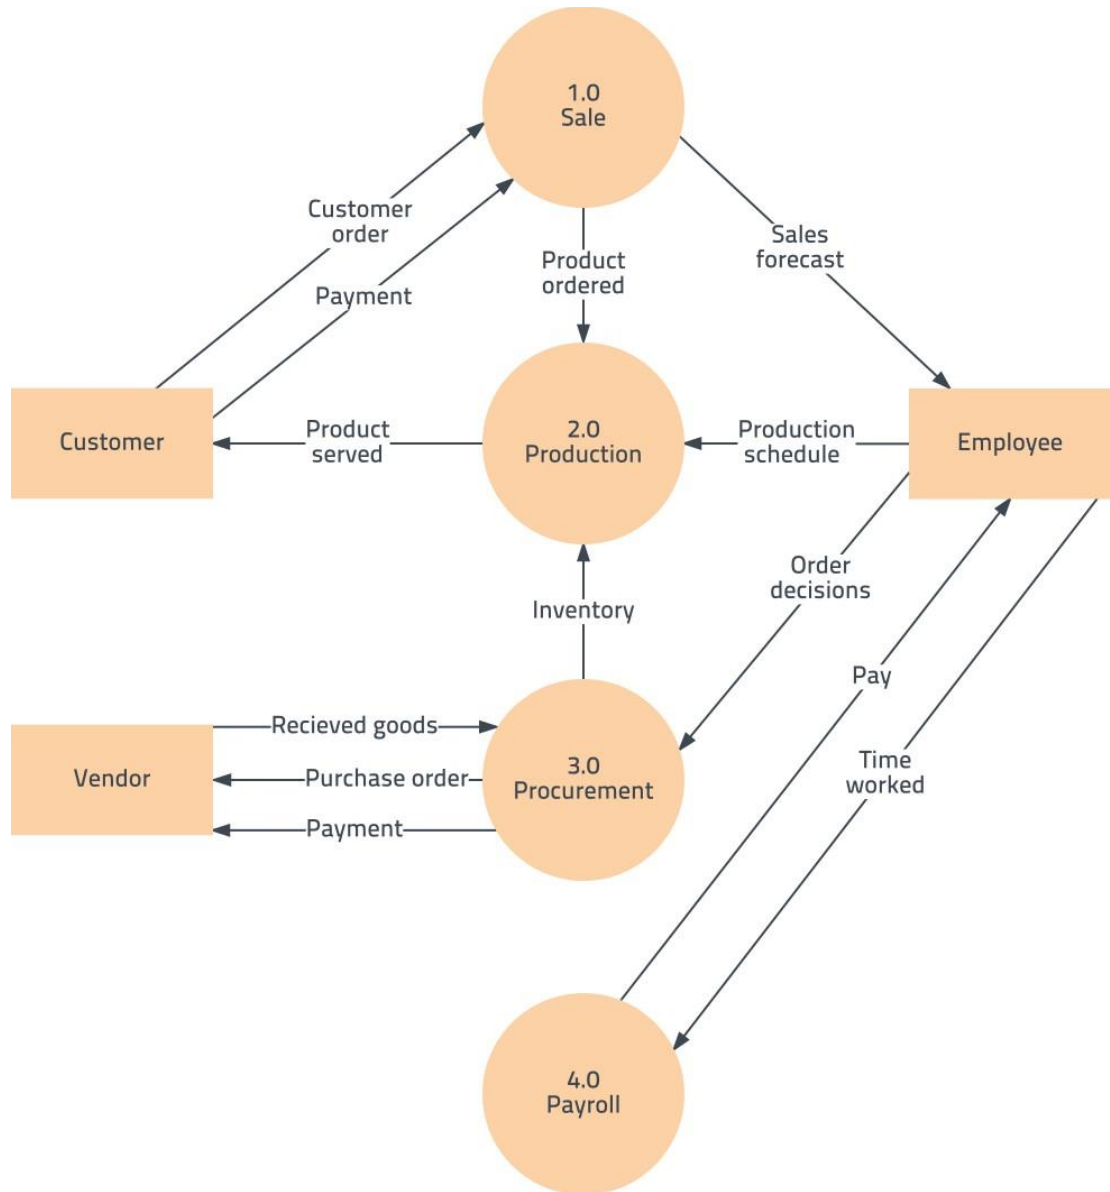 1.0
Sale
Customer
order
Sales
forecast
Product
ordered
Payment
Customer
Product
served
2.0
Production
Production
schedule
Employee
Order
decisions
Inventory
Pay
Recieved goods
Vendor
Purchase order
3.0
Procurement
Time
worked
Payment
4.0
Payroll